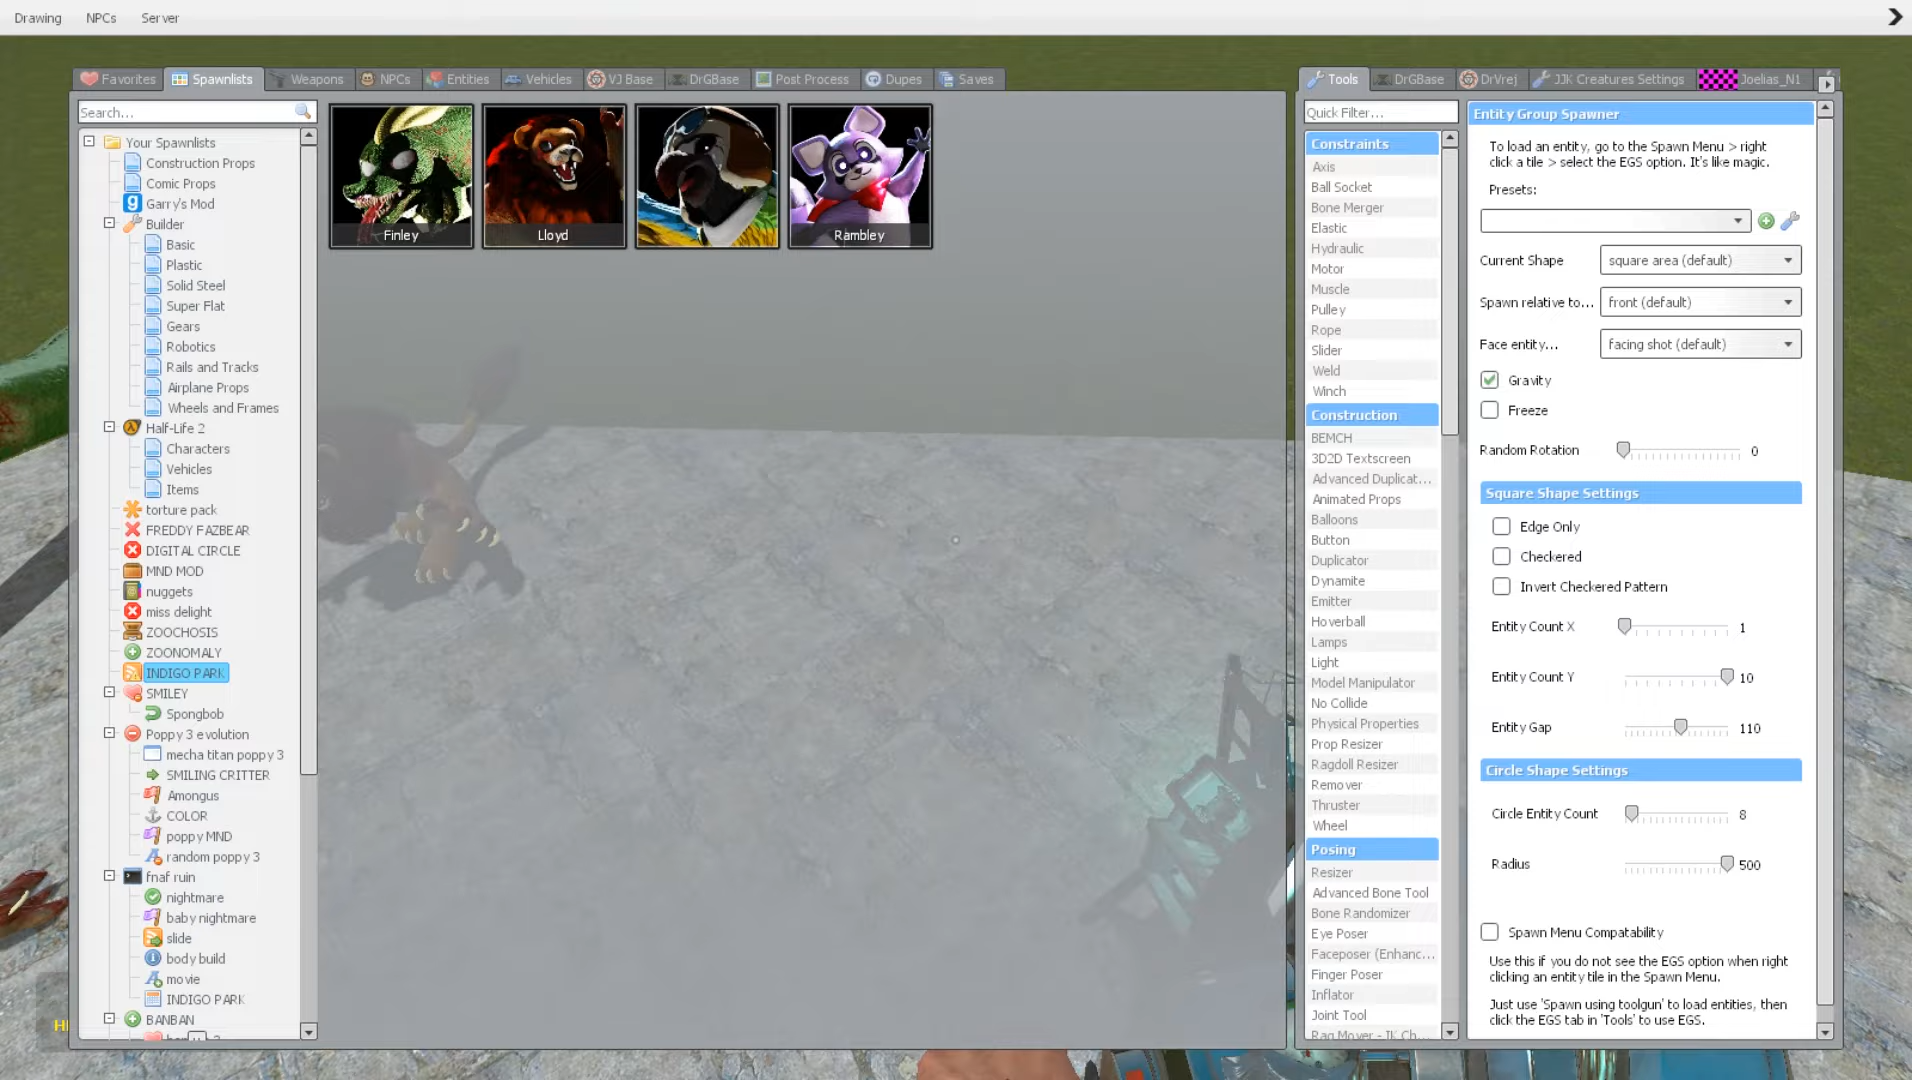 Drawing NPCs Server
Favorites Spawnlists Weapons NPCs Entities Vehicles VJ Base DrGBase Post Process Dupes Saves
Search...
Your Spawnlists
Construction Props
Comic Props
Garry's Mod
Builder
Basic
Plastic
Solid Steel
Super Flat
Gears
Robotics
Rails and Tracks
Airplane Props
Wheels and Frames
Half-Life 2
Characters
Vehicles
Items
torture pack
FREDDY FAZBEAR
DIGITAL CIRCLE
MND MOD
nuggets
miss delight
ZOOCHOSIS
ZOONOMALY
INDIGO PARK
SMILEY
Spongbob
Poppy 3 evolution
mecha titan poppy 3
SMILING CRITTER
Amongus
COLOR
poppy MND
random poppy 3
fnaf ruin
nightmare
baby nightmare
slide
body build
movie
INDIGO PARK
BANBAN
Finley
Lloyd
Rambley
Tools DrGBase DrVrej JJK Creatures Settings Joelias_N1
Quick Filter...
Constraints
Axis
Ball Socket
Bone Merger
Elastic
Hydraulic
Motor
Muscle
Pulley
Rope
Slider
Weld
Winch
Construction
BEMCH
3D2D Textscreen
Advanced Duplicat...
Animated Props
Balloons
Button
Duplicator
Dynamite
Emitter
Hoverball
Lamps
Light
Model Manipulator
No Collide
Physical Properties
Prop Resizer
Ragdoll Resizer
Remover
Thruster
Wheel
Posing
Resizer
Advanced Bone Tool
Bone Randomizer
Eye Poser
Faceposer (Enhanc...
Finger Poser
Inflator
Joint Tool
Rag Mover - IK Ch...
Entity Group Spawner
To load an entity, go to the Spawn Menu > right
click a tile > select the EGS option. It's like magic.
Presets:
Current Shape square area (default)
Spawn relative to... front (default)
Face entity... facing shot (default)
Gravity
Freeze
Random Rotation 0
Square Shape Settings
Edge Only
Checkered
Invert Checkered Pattern
Entity Count X 1
Entity Count Y 10
Entity Gap 110
Circle Shape Settings
Circle Entity Count 8
Radius 500
Spawn Menu Compatability
Use this if you do not see the EGS option when right
clicking an entity tile in the Spawn Menu.
Just use 'Spawn using toolgun' to load entities, then
click the EGS tab in 'Tools' to use EGS.